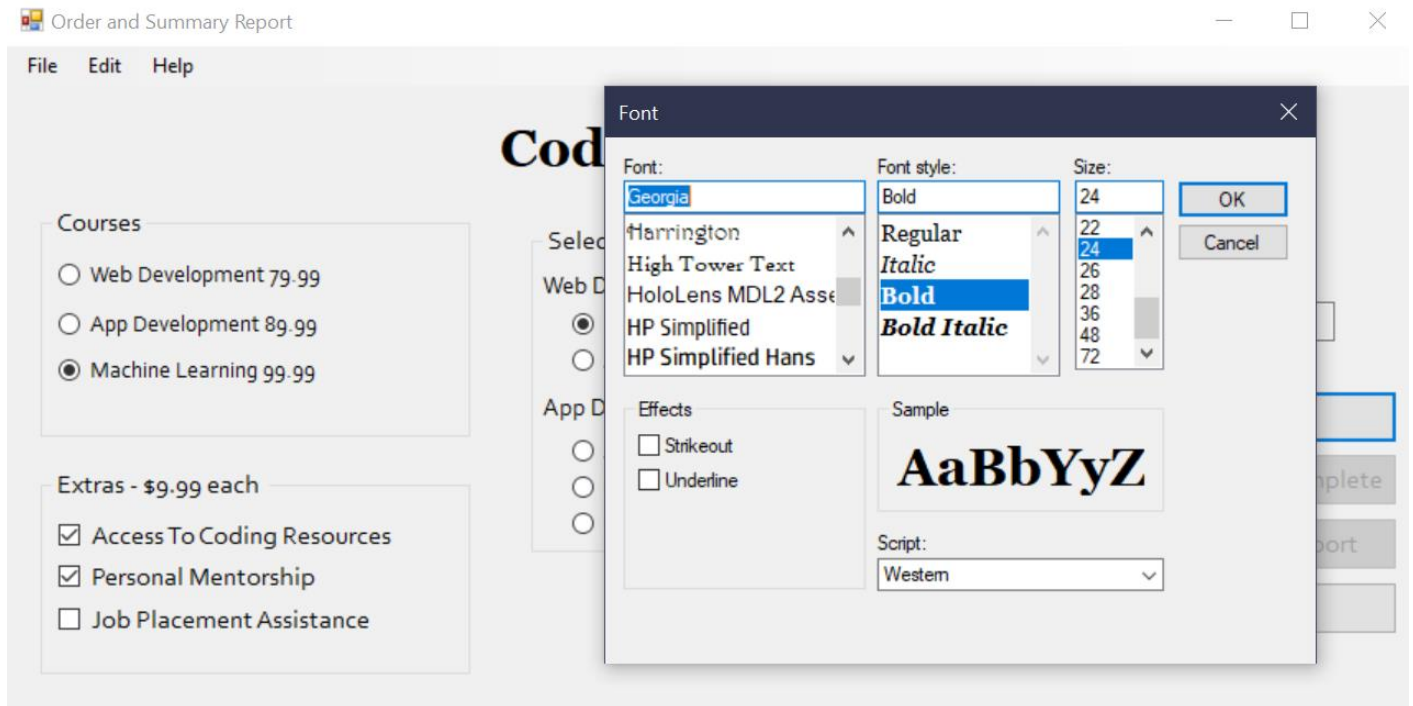 Order and Summary Report
File Edit Help
Cod
Courses
Web Development 79.99
App Development 89.99
Machine Learning 99.99
Extras - $9.99 each
Access To Coding Resources
Personal Mentorship
Job Placement Assistance
Selec
Web D
App D
Font
Font:
Georgia
Harrington
High Tower Text
HoloLens MDL2 Asse
HP Simplified
HP Simplified Hans
Font style:
Bold
Regular
Italic
Bold
Bold Italic
Size:
24
22
24
26
28
36
48
72
OK
Cancel
Effects
Strikeout
Underline
Sample
AaBbYyZ
Script:
Western
mplete
port